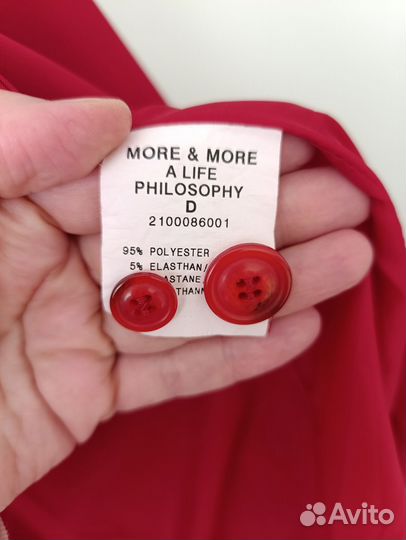 MORE & MORE
A LIFE
PHILOSOPHY
D
2100086001
95% POLYESTER
5% ELASTHAN/
Avito